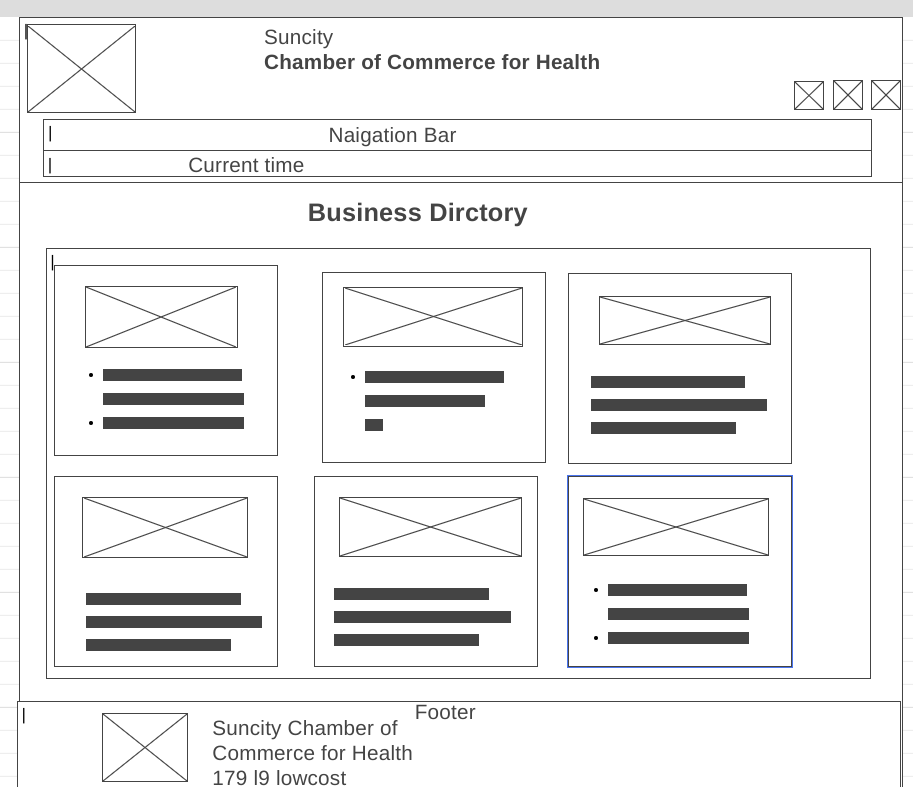 Suncity
Chamber of Commerce for Health
Naigation Bar
Current time
Business Dirctory
Footer
Suncity Chamber of
Commerce for Health
179 l9 lowcost